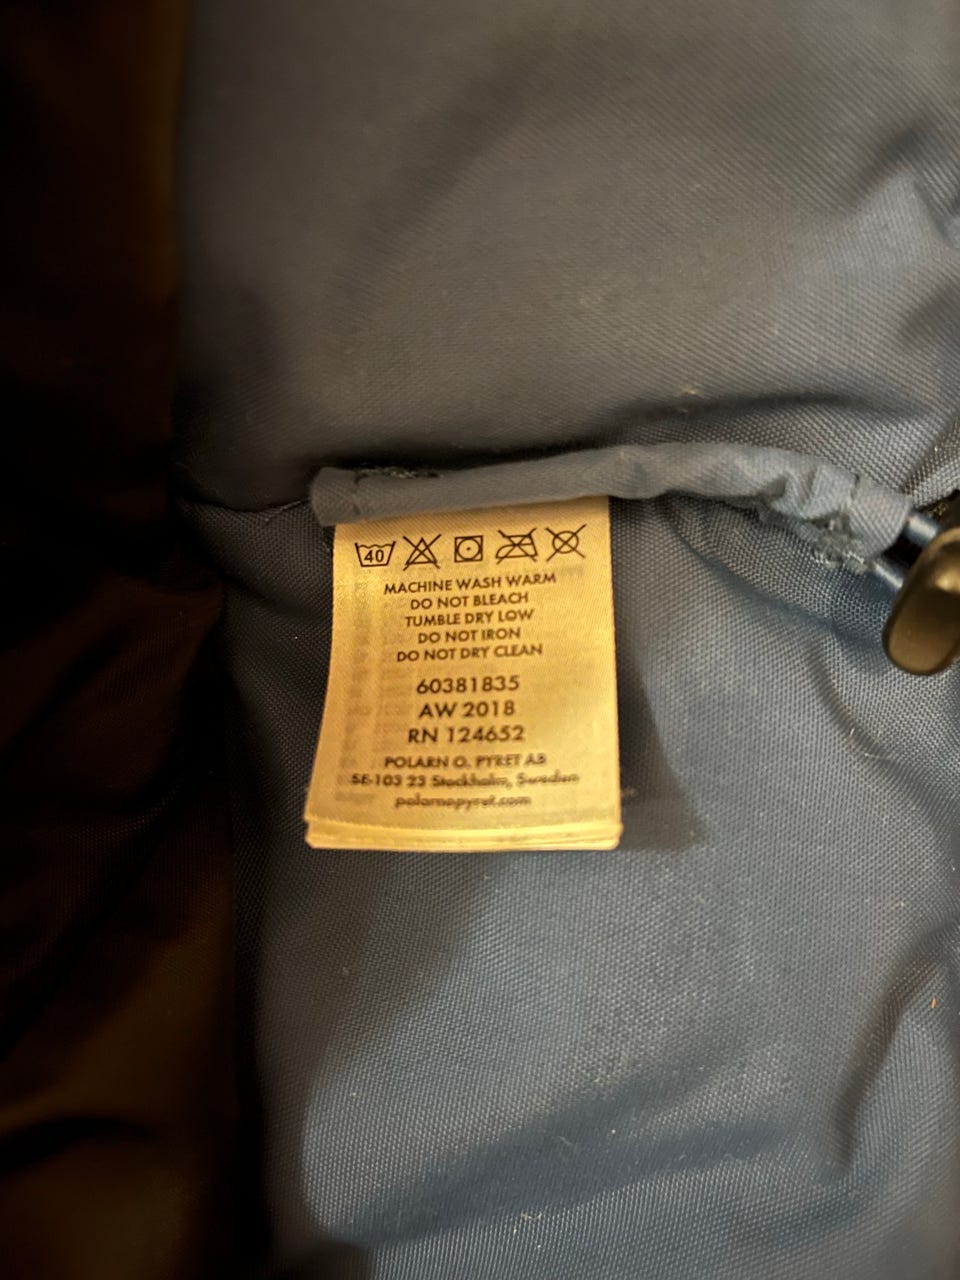 40
MACHINE WASH WARM
DO NOT BLEACH
TUMBLE DRY LOW
DO NOT IRON
DO NOT DRY CLEAN
60381835
AW 2018
RN 124652
POLARN O. PYRET AB
SE-103 23 Stockholm, Sweden
polarnopyret.com